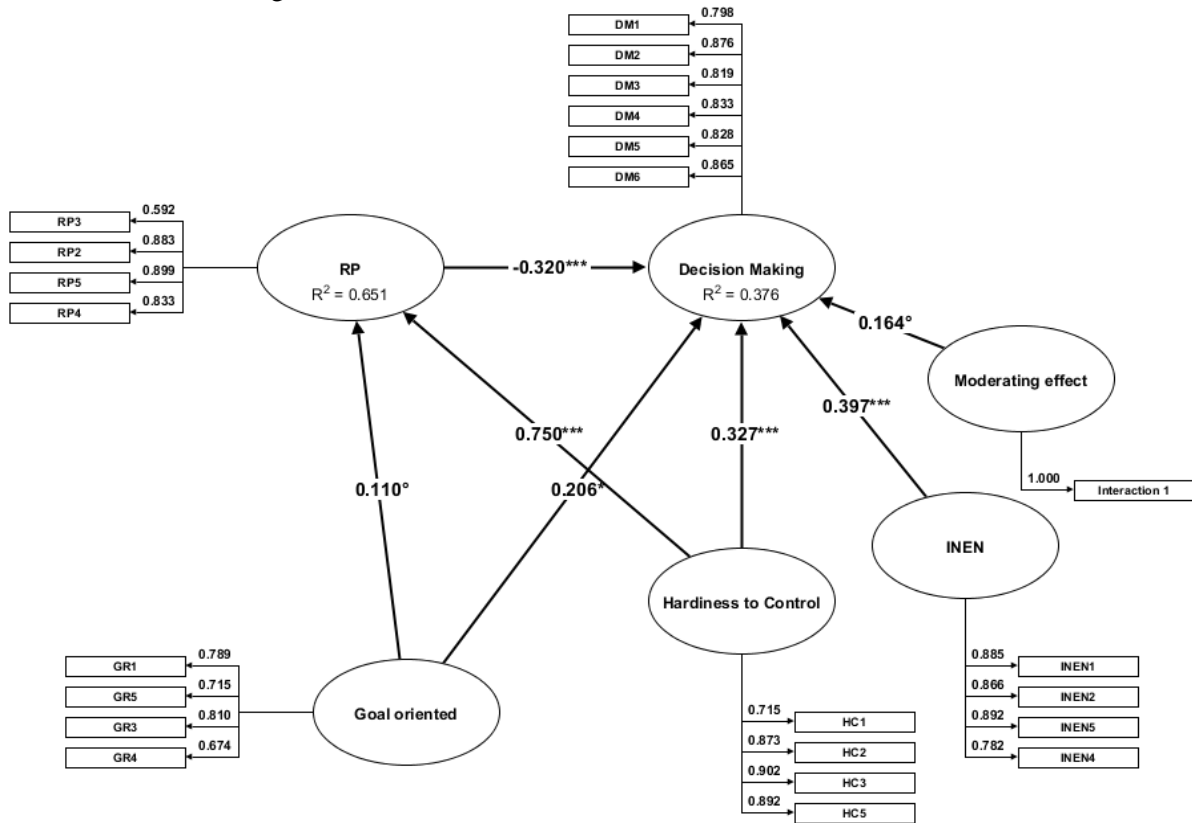 DM1
0.798
DM2
0.876
DM3
0.819
DM4
0.833
DM5
0.828
DM6
0.865
RP3
0.592
RP2
0.883
RP5
0.899
RP4
0.833
RP
R² = 0.651
-0.320***
Decision Making
R² = 0.376
0.164°
Moderating effect
1.000
Interaction 1
0.397***
0.750***
0.327***
0.110°
0.206*
INEN
Hardiness to Control
Goal oriented
GR1
0.789
GR5
0.715
GR3
0.810
GR4
0.674
0.715
HC1
0.873
HC2
0.902
HC3
0.892
HC5
0.885
INEN1
0.866
INEN2
0.892
INEN5
0.782
INEN4